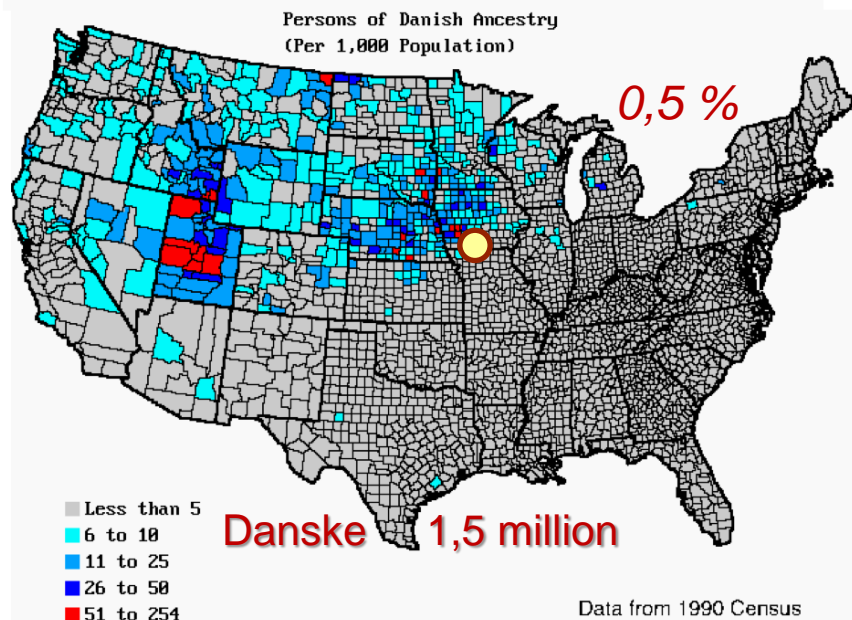 Persons of Danish Ancestry
(Per 1,000 Population)
0,5 %
Less than 5
6 to 10
11 to 25
26 to 50
51 to 254
Danske 1,5 million
Data from 1990 Census